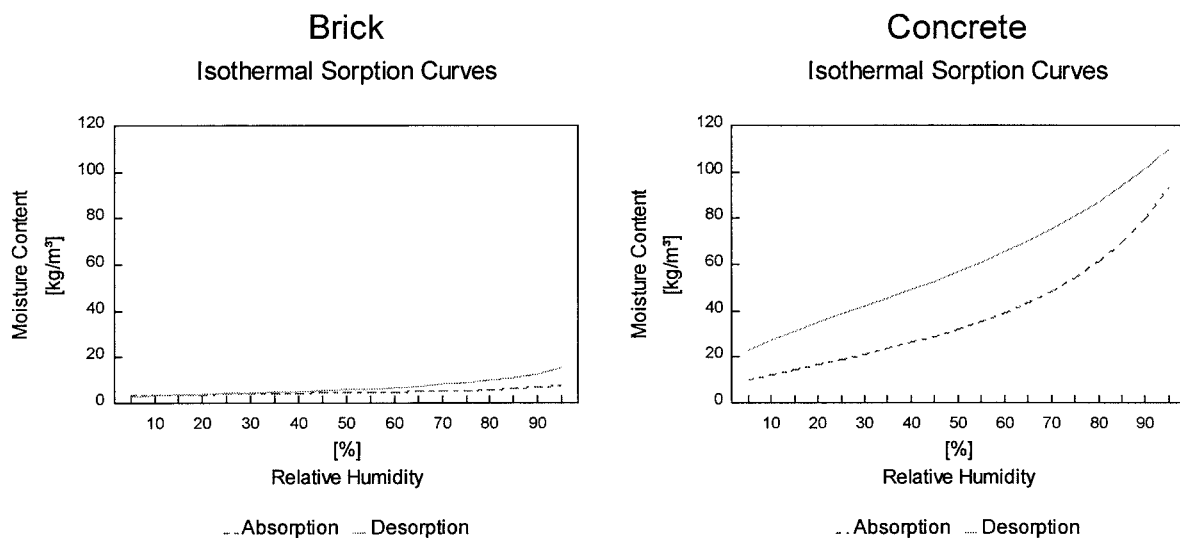 Brick
Isothermal Sorption Curves
Moisture Content
[kg/m³]
120
100
80
60
40
20
0
10 20 30 40 50 60 70 80 90
[%]
Relative Humidity
Absorption Desorption
Concrete
Isothermal Sorption Curves
Moisture Content
[kg/m³]
120
100
80
60
40
20
0
10 20 30 40 50 60 70 80 90
[%]
Relative Humidity
Absorption Desorption